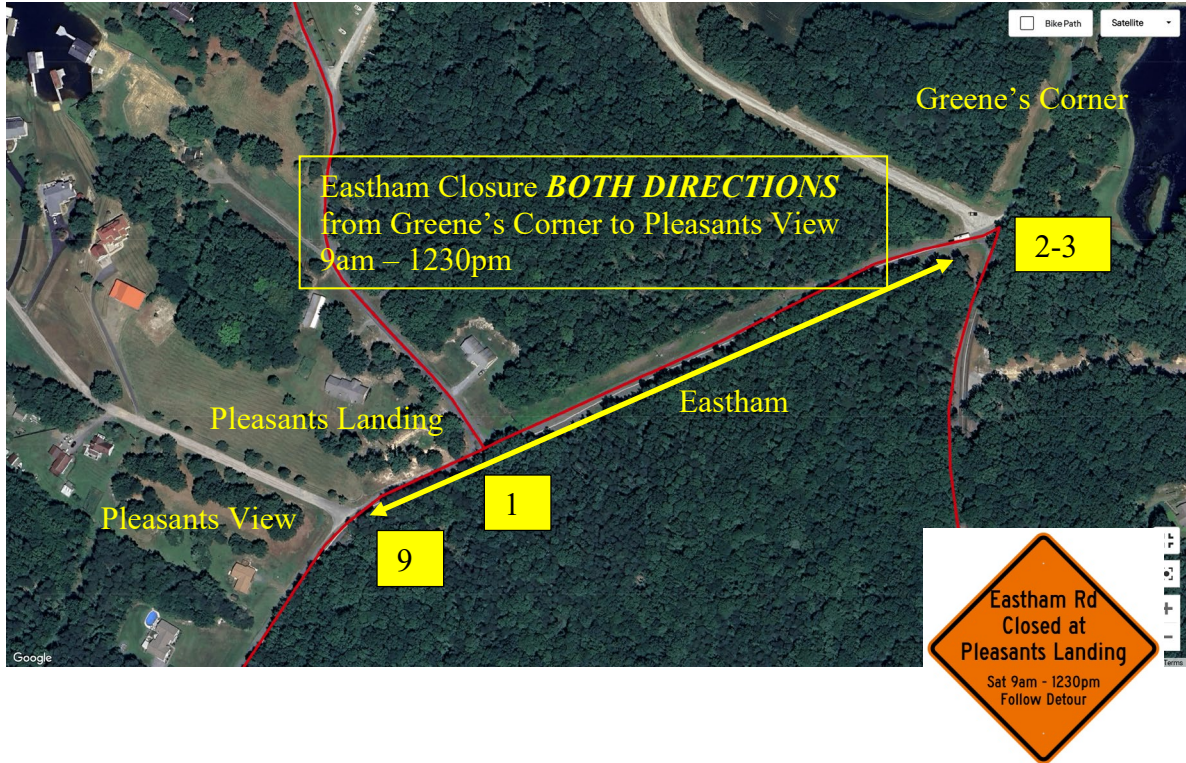 Bike Path
Satellite
Greene’s Corner
Eastham Closure BOTH DIRECTIONS
from Greene’s Corner to Pleasants View
9am – 1230pm
2-3
Eastham
Pleasants Landing
1
Pleasants View
9
Eastham Rd
Closed at
Pleasants Landing
Sat 9am - 1230pm
Follow Detour
Google
Terms